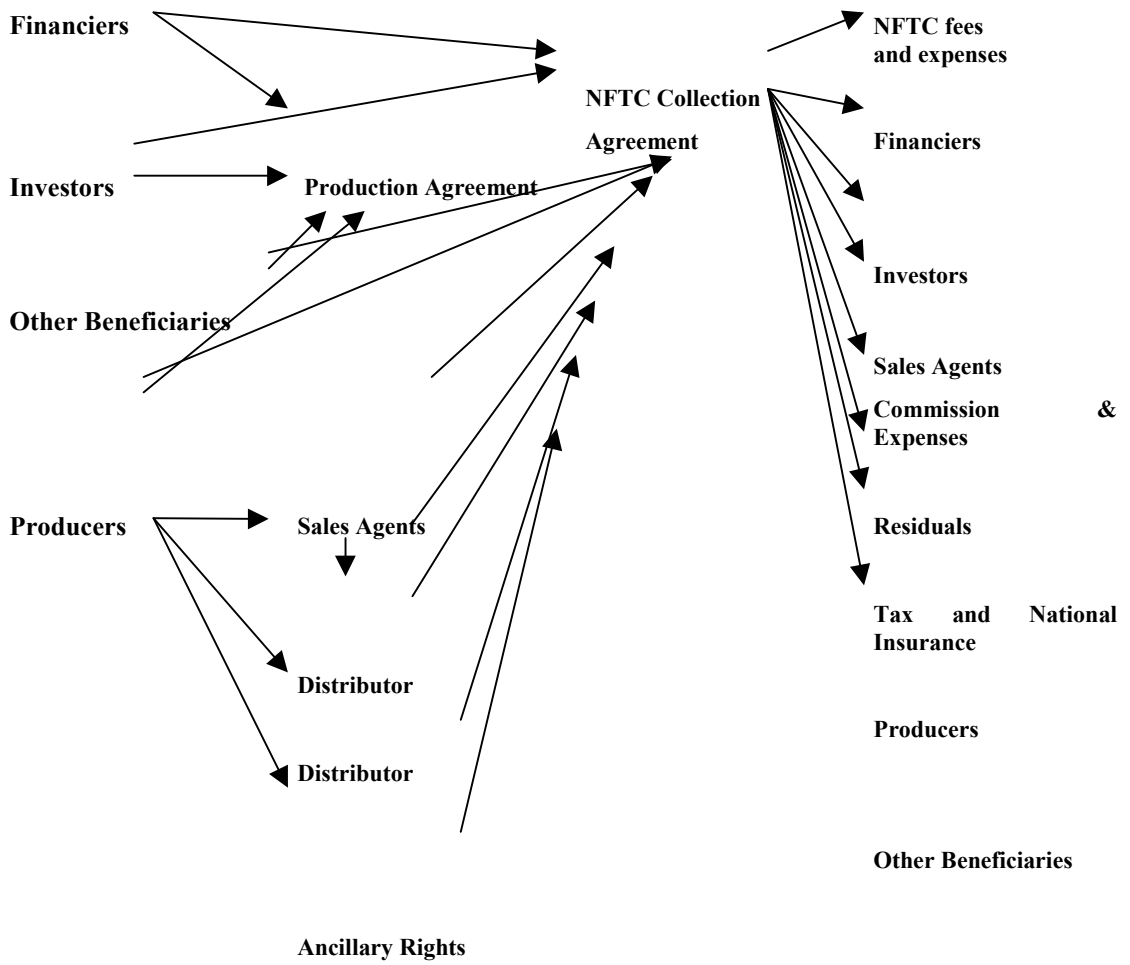 Financiers
NFTC fees
and expenses
NFTC Collection
Agreement
Financiers
Investors
Production Agreement
Investors
Other Beneficiaries
Sales Agents
Commission &
Expenses
Producers
Sales Agents
Residuals
Tax and National
Insurance
Distributor
Producers
Distributor
Other Beneficiaries
Ancillary Rights